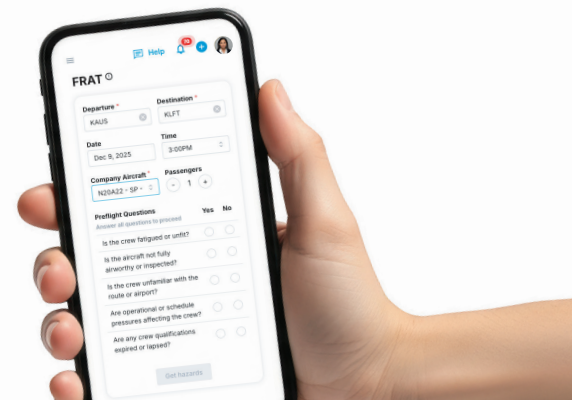 Help
FRAT
Departure *
Destination *
KAUS
KLFT
Date
Time
Dec 9, 2025
3:00PM
Company Aircraft *
Passengers
N20A22 - SP -
- 1 +
Preflight Questions
Yes No
Answer all questions to proceed
Is the crew fatigued or unfit?
Is the aircraft not fully
airworthy or inspected?
Is the crew unfamiliar with the
route or airport?
Are operational or schedule
pressures affecting the crew?
Are any crew qualifications
expired or lapsed?
Get hazards